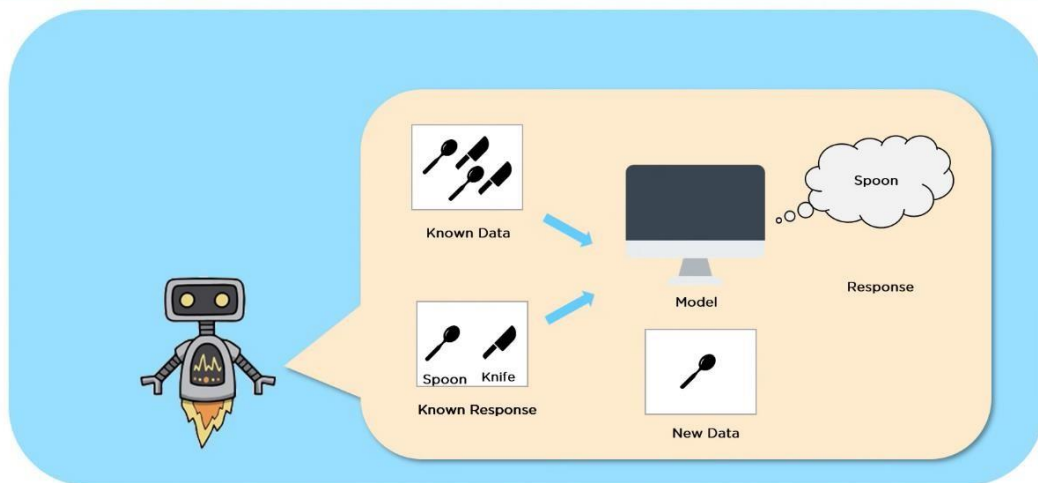 Known Data
Spoon Knife
Known Response
Model
New Data
Spoon
Response